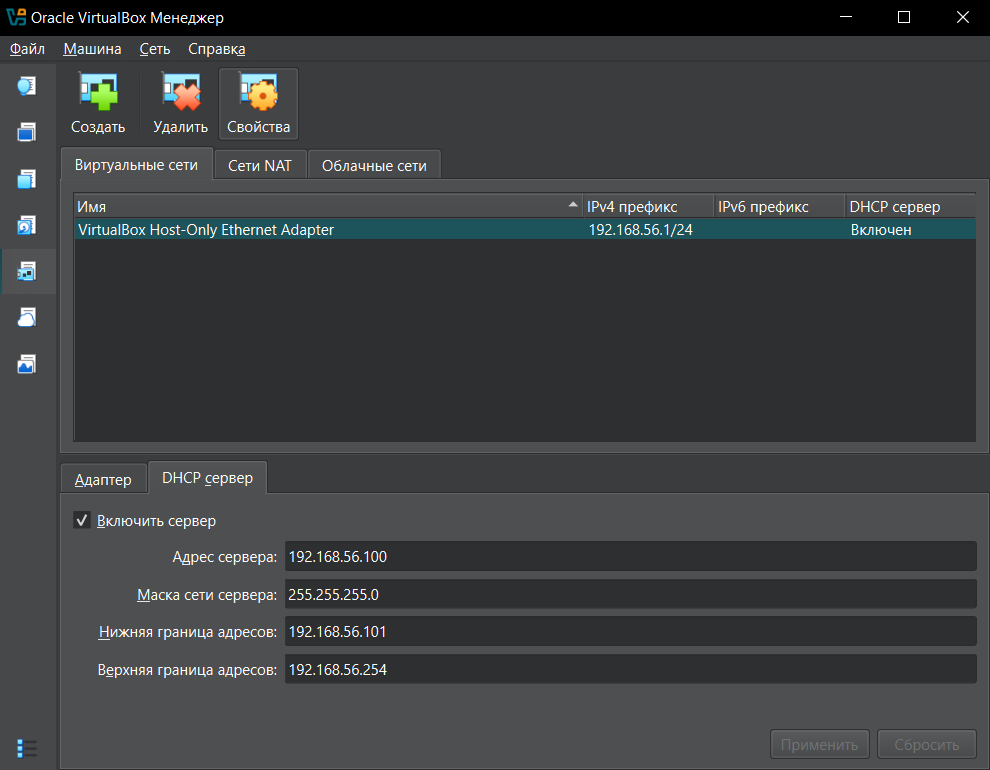 Oracle VirtualBox Менеджер
Файл Машина Сеть Справка
Создать Удалить Свойства
Виртуальные сети Сети NAT Облачные сети
Имя IPv4 префикс IPv6 префикс DHCP сервер
VirtualBox Host-Only Ethernet Adapter 192.168.56.1/24 Включен
Адаптер DHCP сервер
Включить сервер
Адрес сервера: 192.168.56.100
Маска сети сервера: 255.255.255.0
Нижняя граница адресов: 192.168.56.101
Верхняя граница адресов: 192.168.56.254
Применить Сбросить